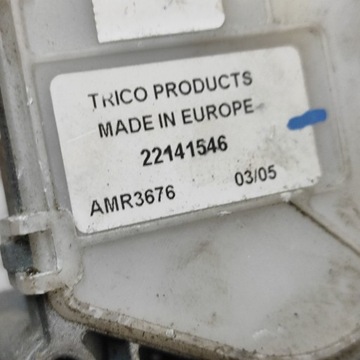 TRICO PRODUCTS
MADE IN EUROPE
22141546
AMR3676 03/05